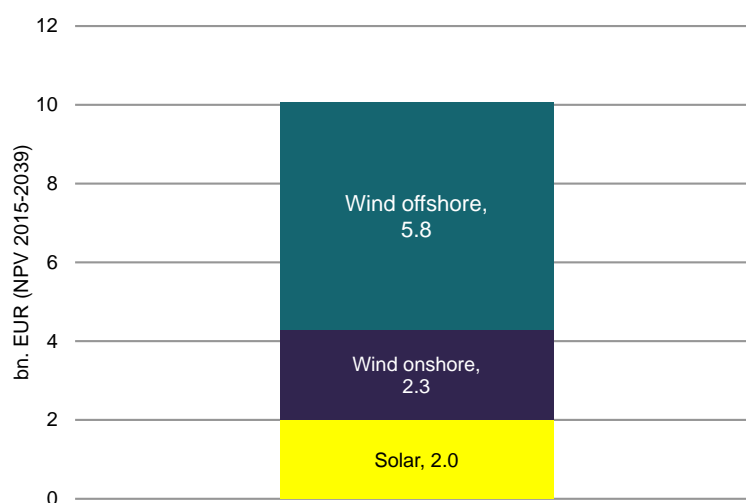 12
10
8
6
4
2
0
bn. EUR (NPV 2015-2039)
Wind offshore,
5.8
Wind onshore,
2.3
Solar, 2.0